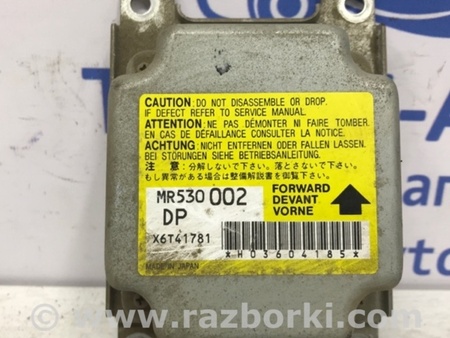 CAUTION: DO NOT DISASSEMBLE OR DROP.
IF DEFECT REFER TO SERVICE MANUAL.
ATTENTION: NE PAS DÉMONTER NI FAIRE TOMBER.
EN CAS DE DÉFAILLANCE CONSULTER LA NOTICE.
ACHTUNG: NICHT ENTFERNEN ODER FALLEN LASSEN.
BEI STÖRUNGEN SIEHE BETRIEBSANLEITUNG.
注 意: 分解しないで下さい。落とさないで下さい。
もし異常がある場合は整備解説書を御覧下さい。
MR530 002
DP
FORWARD
DEVANT
VORNE
X6T41781
*H03604185*
MADE IN JAPAN
www.razborki.com